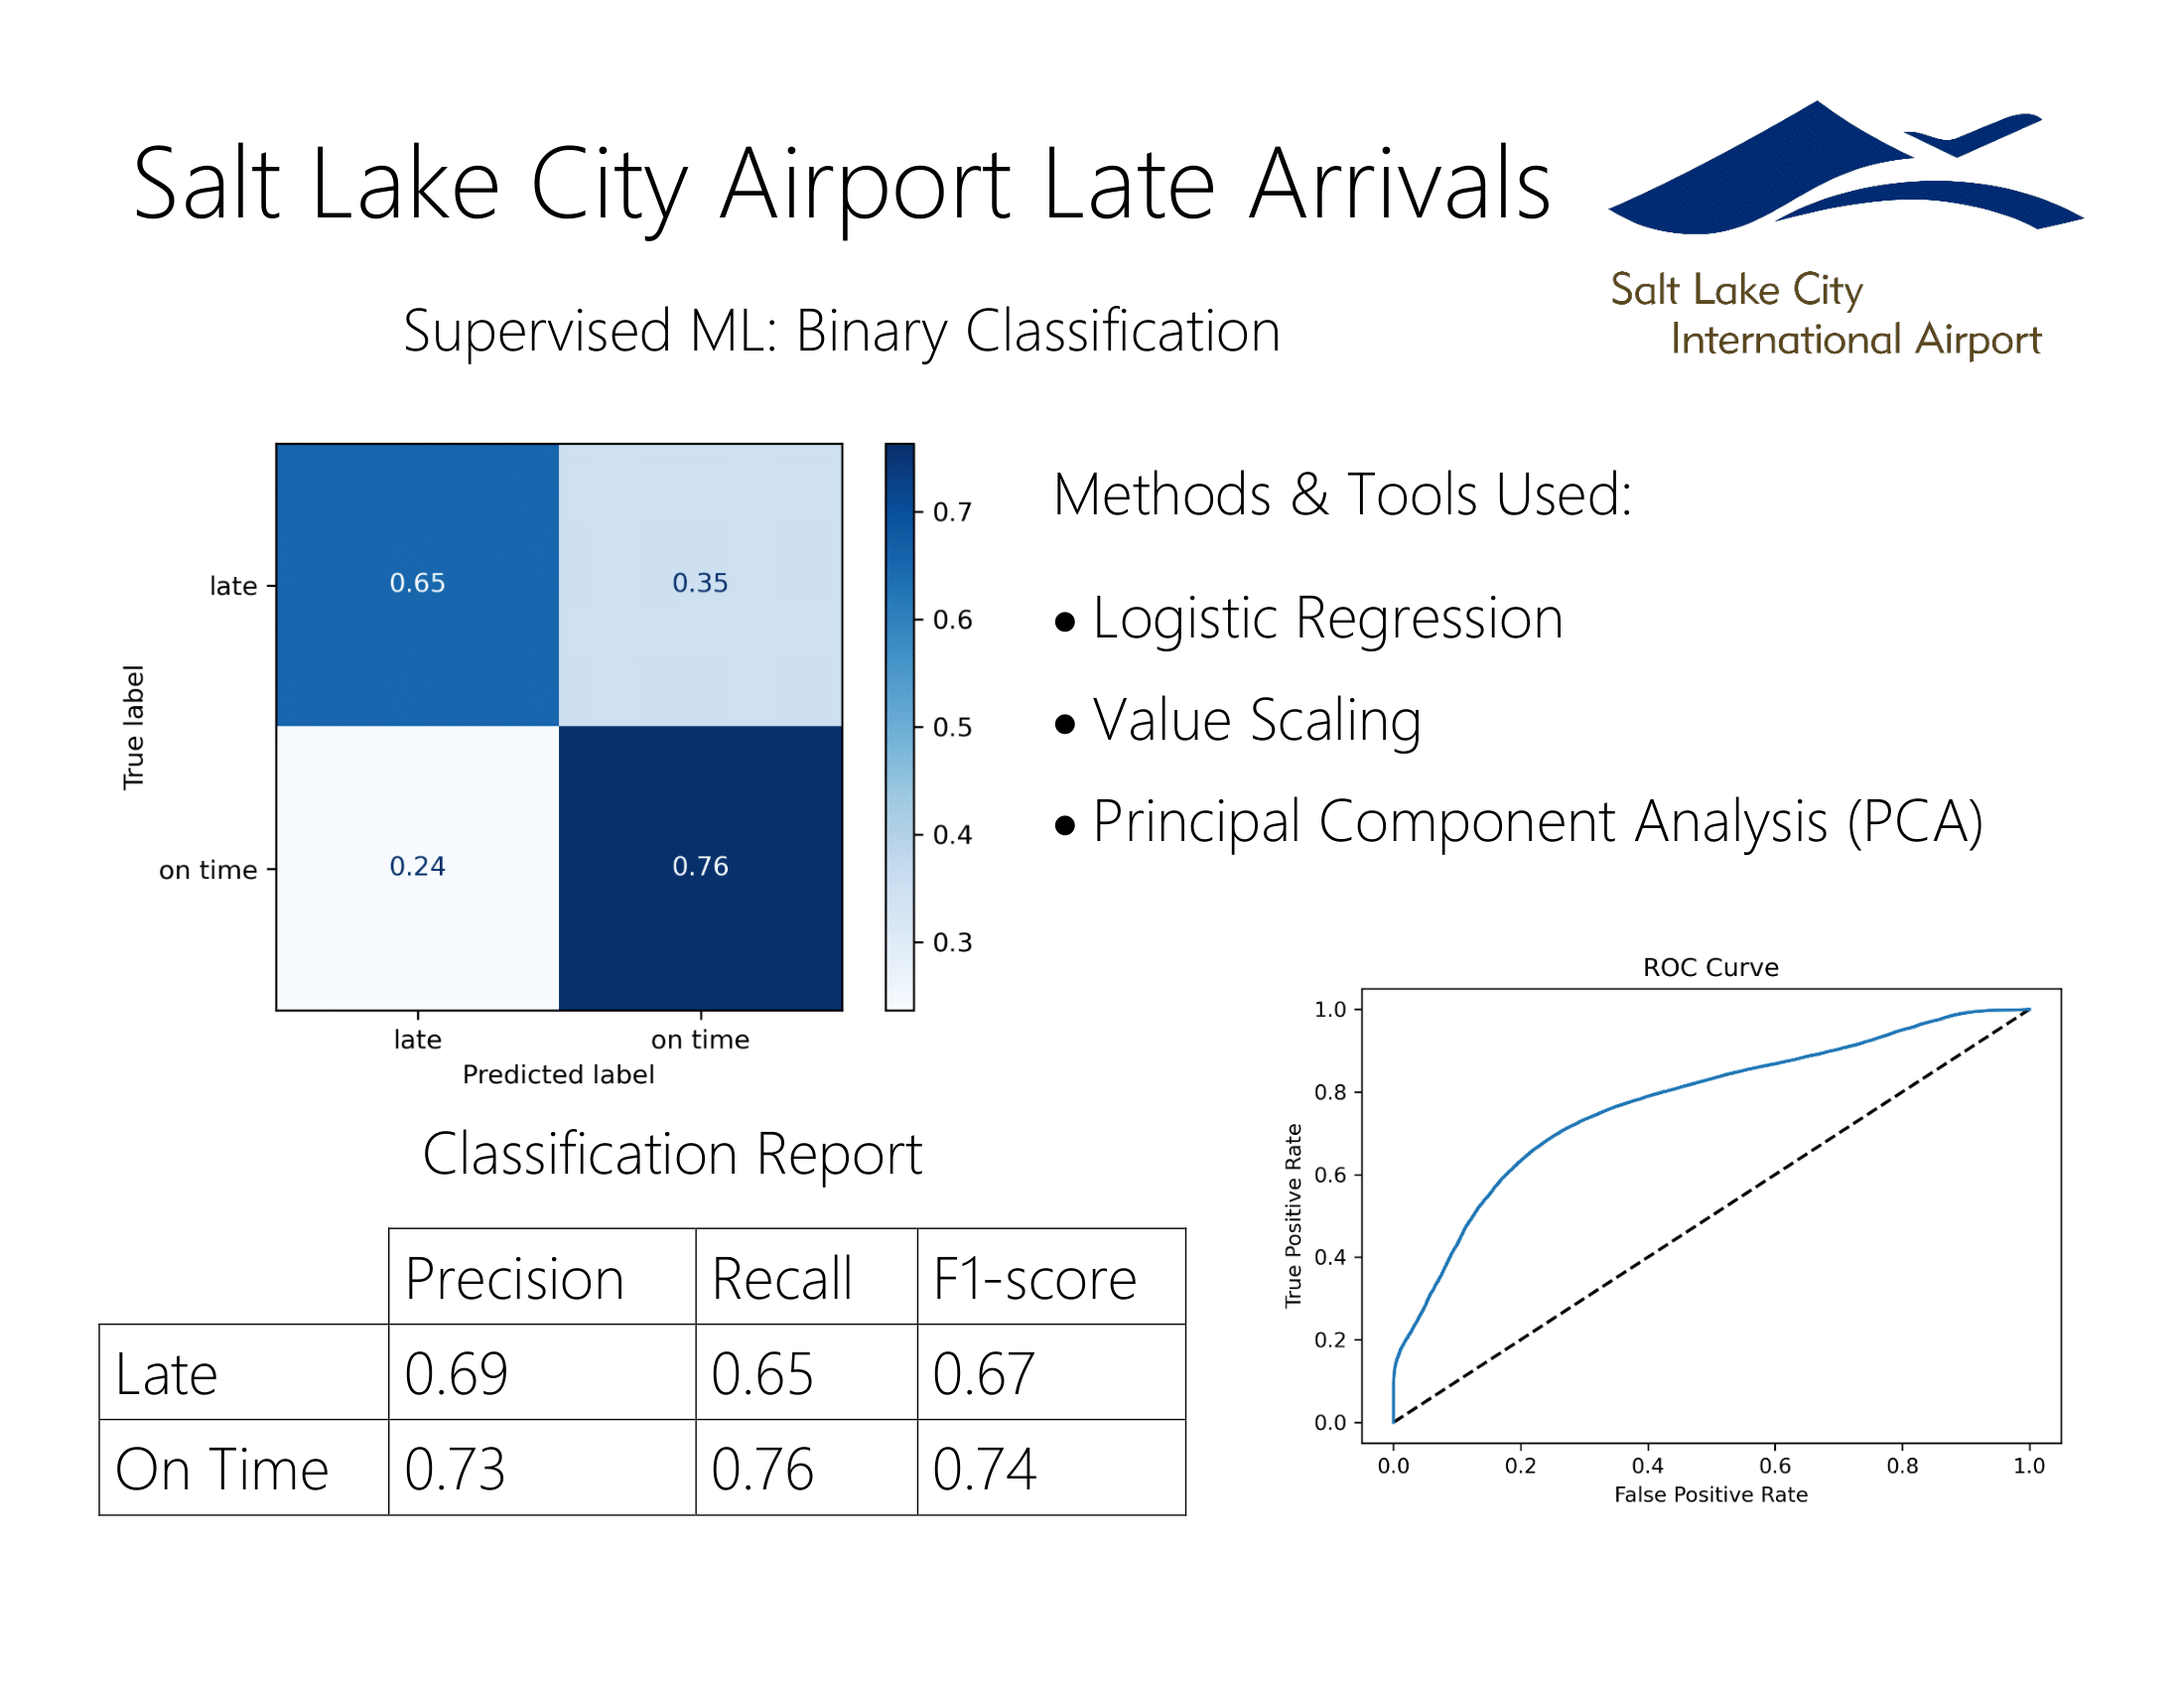 Salt Lake City Airport Late Arrivals
Salt Lake City
International Airport
Supervised ML: Binary Classification
True label
late
on time
0.65
0.35
0.24
0.76
late
on time
Predicted label
0.7
0.6
0.5
0.4
0.3
Methods & Tools Used:
• Logistic Regression
• Value Scaling
• Principal Component Analysis (PCA)
Classification Report
Precision Recall F1-score
Late 0.69 0.65 0.67
On Time 0.73 0.76 0.74
ROC Curve
True Positive Rate
1.0
0.8
0.6
0.4
0.2
0.0
0.0 0.2 0.4 0.6 0.8 1.0
False Positive Rate